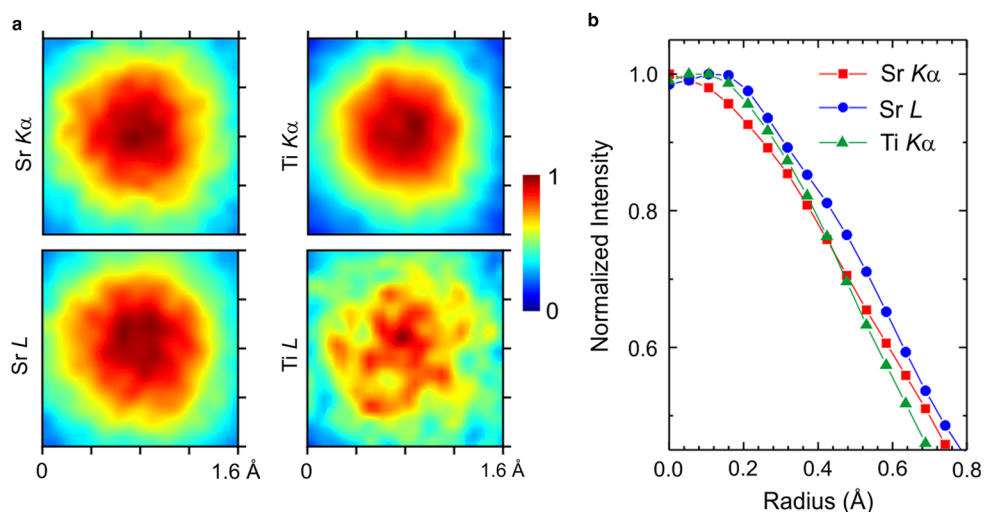 a
Sr Kα
Ti Kα
Sr L
Ti L
0
1.6 Å
0
1.6 Å
1
0
b
Normalized Intensity
1.0
0.8
0.6
0.0
0.2
0.4
0.6
0.8
Radius (Å)
Sr Kα
Sr L
Ti Kα